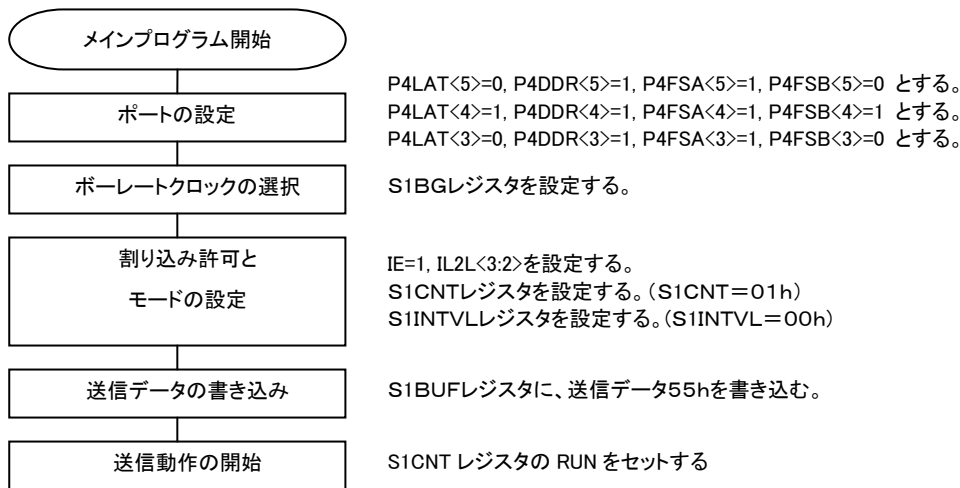 メインプログラム開始
ポートの設定
P4LAT<5>=0, P4DDR<5>=1, P4FSA<5>=1, P4FSB<5>=0 とする。
P4LAT<4>=1, P4DDR<4>=1, P4FSA<4>=1, P4FSB<4>=1 とする。
P4LAT<3>=0, P4DDR<3>=1, P4FSA<3>=1, P4FSB<3>=0 とする。
ボーレートクロックの選択
S1BGレジスタを設定する。
割り込み許可と
モードの設定
IE=1, IL2L<3:2>を設定する。
S1CNTレジスタを設定する。(S1CNT=01h)
S1INTVLレジスタを設定する。(S1INTVL=00h)
送信データの書き込み
S1BUFレジスタに、送信データ55hを書き込む。
送信動作の開始
S1CNT レジスタの RUN をセットする